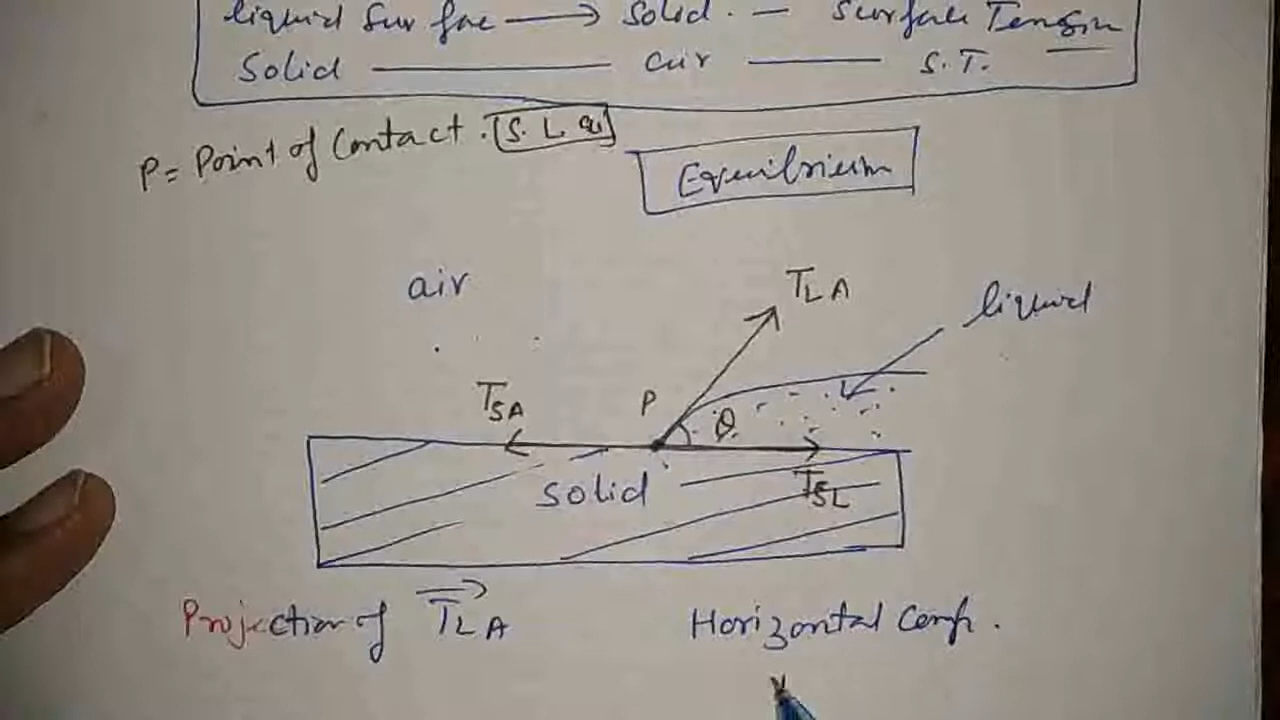 liquid Surface → Solid. — Surface Tension
Solid — air — S.T.
P = Point of Contact. [S. L a]
Equilibrium
air
TLA
liquid
TSA
P
θ
solid
TSL
Projection of TLA
Horizontal Comp.